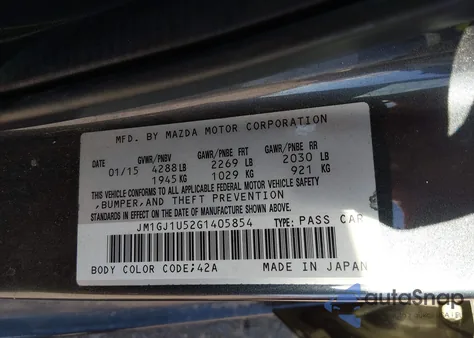 MFD. BY MAZDA MOTOR CORPORATION
DATE GVWR/PNBV GAWR/PNBE FRT GAWR/PNBE RR
01/15 4288 LB 2269 LB 2030 LB
1945 KG 1029 KG 921 KG
THIS VEHICLE CONFORMS TO ALL APPLICABLE FEDERAL MOTOR VEHICLE SAFETY
,BUMPER,AND THEFT PREVENTION
STANDARDS IN EFFECT ON THE DATE OF MANUFACTURE SHOWN ABOVE.
JM1GJ1U52G1405854 TYPE: PASS CAR
BODY COLOR CODE;42A MADE IN JAPAN
autoSnap